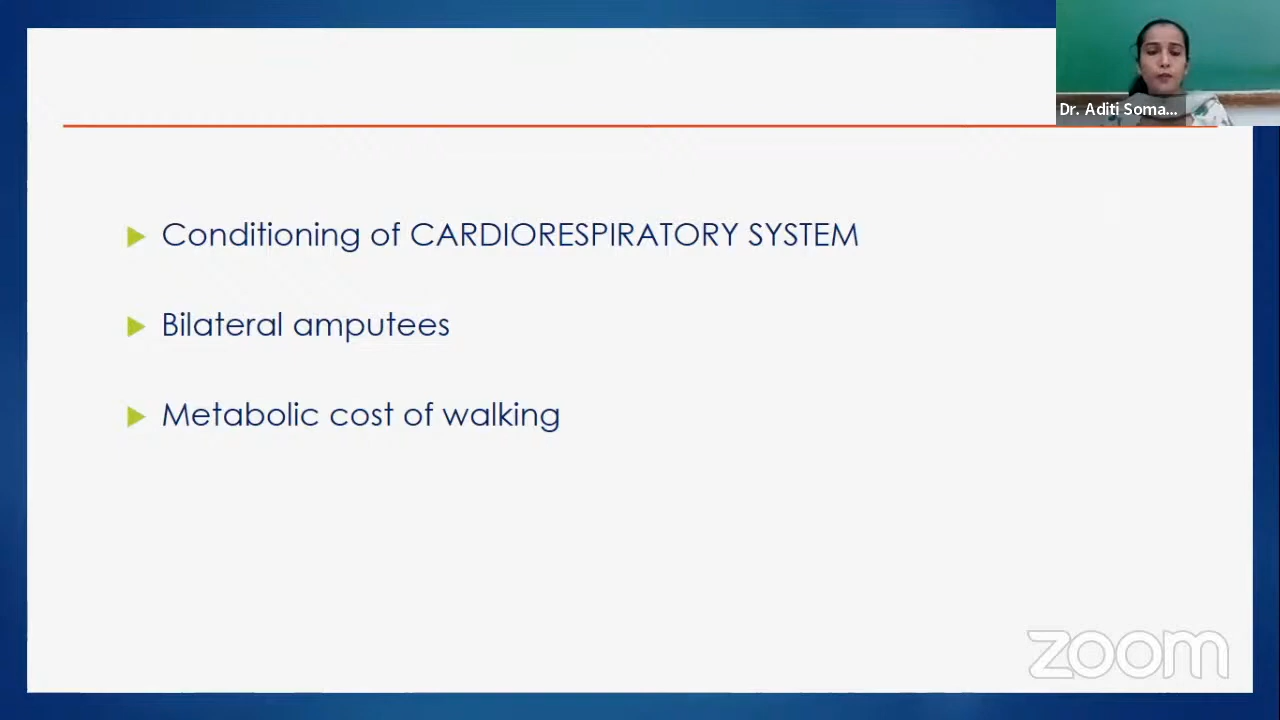 Dr. Aditi Soma...
Conditioning of CARDIORESPIRATORY SYSTEM
Bilateral amputees
Metabolic cost of walking
zoom